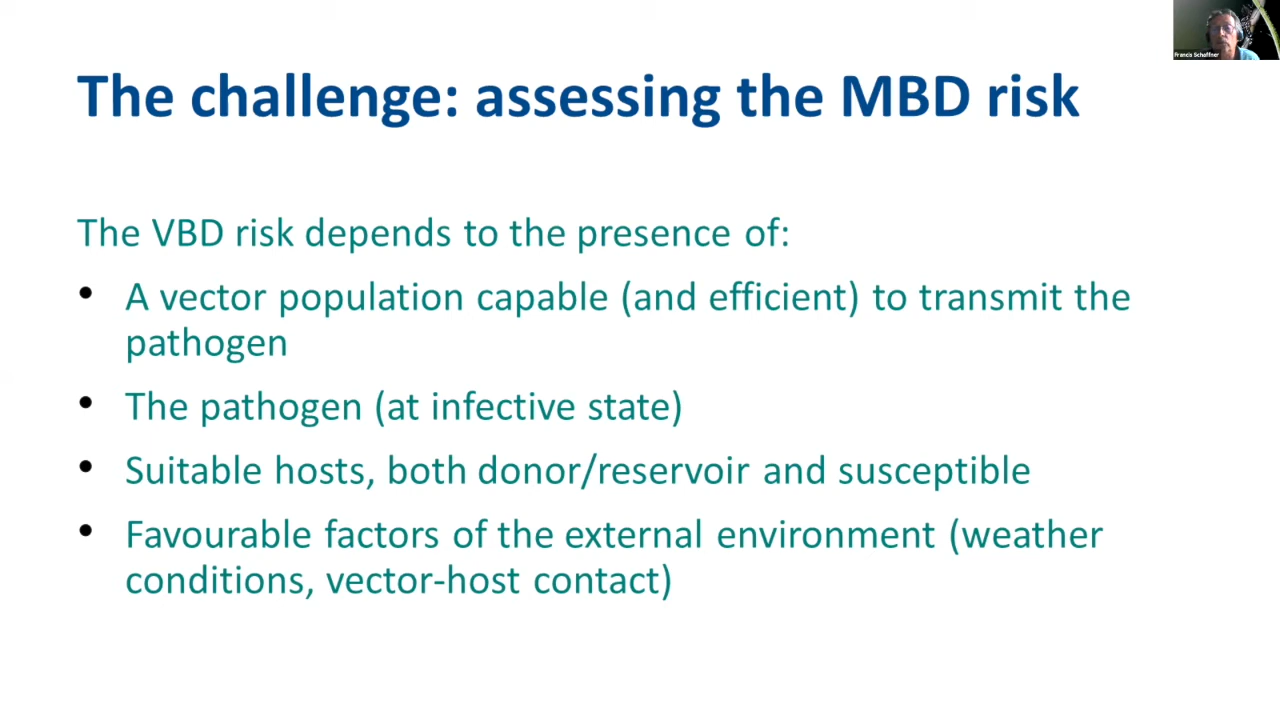 Francis Schaffner
The challenge: assessing the MBD risk
The VBD risk depends to the presence of:
• A vector population capable (and efficient) to transmit the
pathogen
• The pathogen (at infective state)
• Suitable hosts, both donor/reservoir and susceptible
• Favourable factors of the external environment (weather
conditions, vector-host contact)